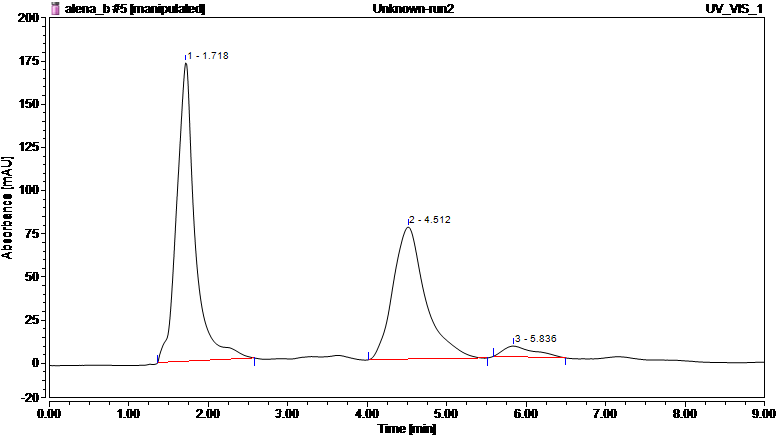 alena_b #5 [manipulated] Unknown-run2 UV_VIS_1
200
175
150
125
100
75
50
25
0
-20
Absorbance [mAU]
1 - 1.718
2 - 4.512
3 - 5.836
0.00 1.00 2.00 3.00 4.00 5.00 6.00 7.00 8.00 9.00
Time [min]